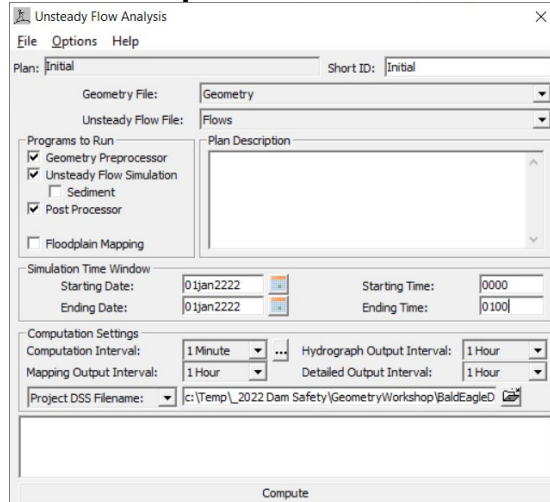 Unsteady Flow Analysis
File Options Help
Plan: Initial Short ID: Initial
Geometry File: Geometry
Unsteady Flow File: Flows
Programs to Run Plan Description
Geometry Preprocessor
Unsteady Flow Simulation
Sediment
Post Processor
Floodplain Mapping
Simulation Time Window
Starting Date: 01jan2222 Starting Time: 0000
Ending Date: 01jan2222 Ending Time: 0100
Computation Settings
Computation Interval: 1 Minute ... Hydrograph Output Interval: 1 Hour
Mapping Output Interval: 1 Hour Detailed Output Interval: 1 Hour
Project DSS Filename: c:\Temp\_2022 Dam Safety\GeometryWorkshop\BaldEagleD
Compute